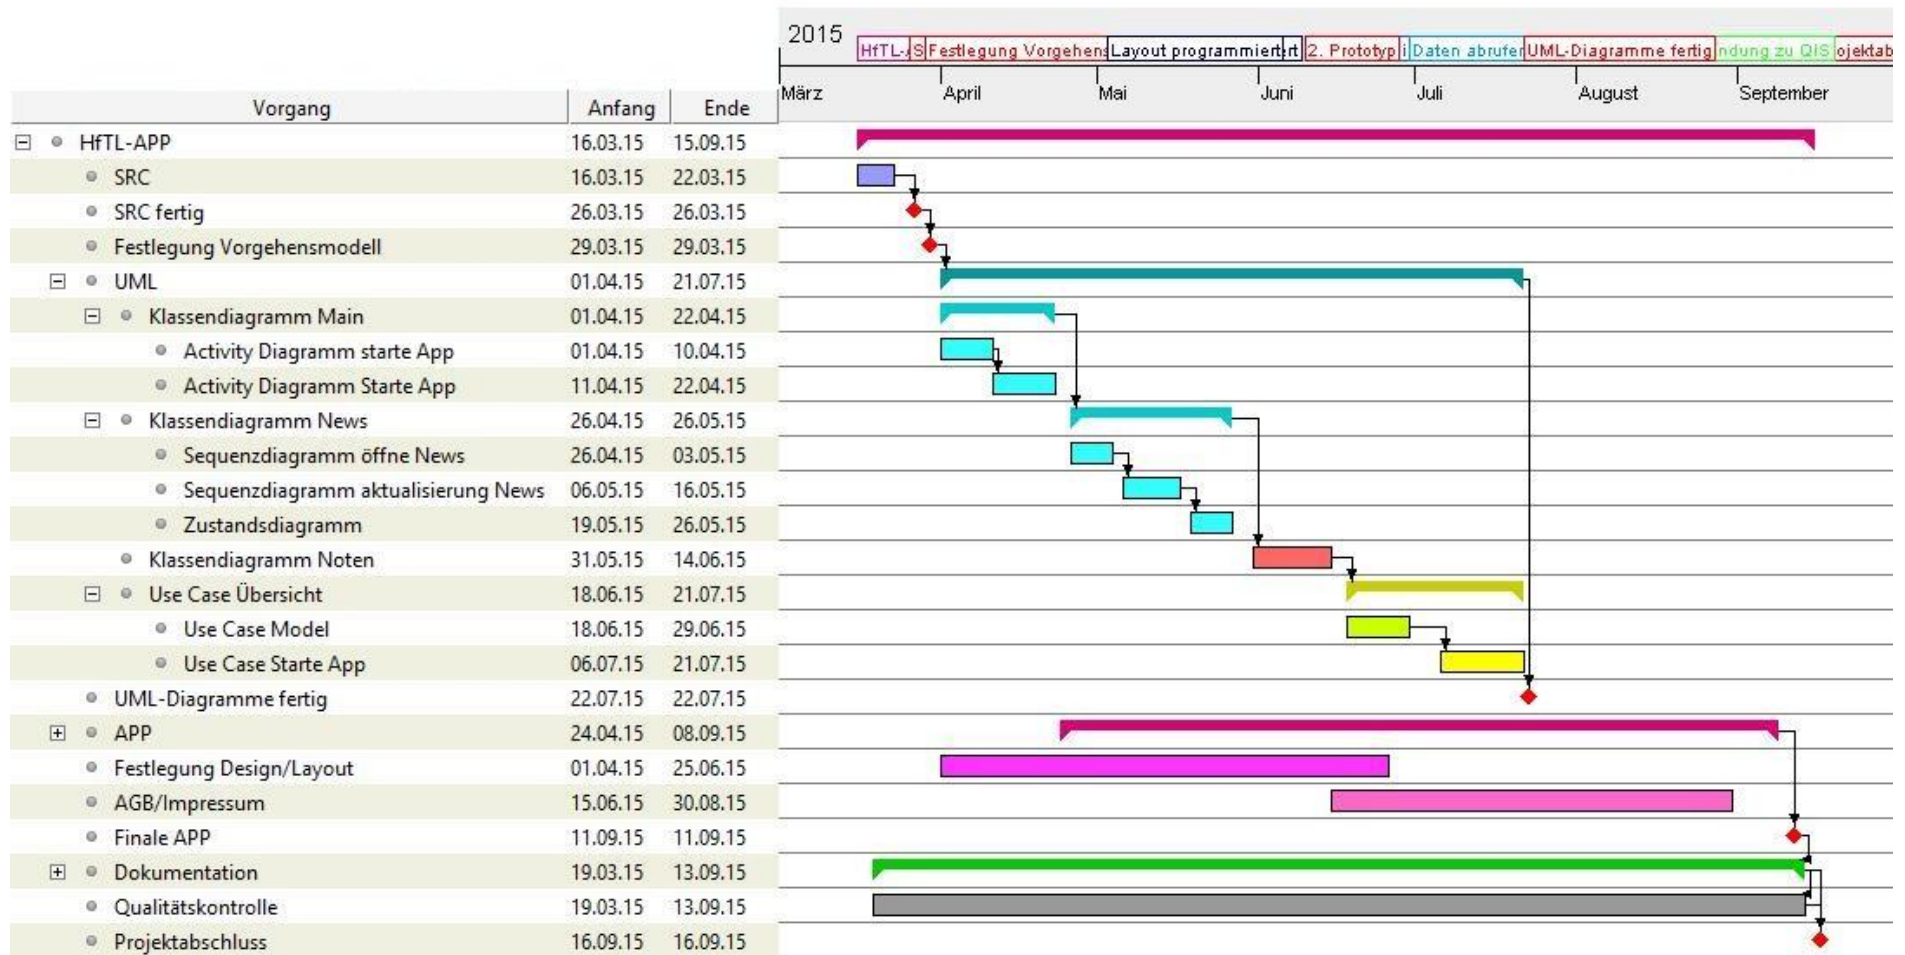 2015
HfTL-
S
Festlegung Vorgehens
Layout programmiert
rt
2. Prototyp
i
Daten abrufer
UML-Diagramme fertig
ndung zu QIS
ojektab
März April Mai Juni Juli August September
Vorgang Anfang Ende
HfTL-APP 16.03.15 15.09.15
SRC 16.03.15 22.03.15
SRC fertig 26.03.15 26.03.15
Festlegung Vorgehensmodell 29.03.15 29.03.15
UML 01.04.15 21.07.15
Klassendiagramm Main 01.04.15 22.04.15
Activity Diagramm starte App 01.04.15 10.04.15
Activity Diagramm Starte App 11.04.15 22.04.15
Klassendiagramm News 26.04.15 26.05.15
Sequenzdiagramm öffne News 26.04.15 03.05.15
Sequenzdiagramm aktualisierung News 06.05.15 16.05.15
Zustandsdiagramm 19.05.15 26.05.15
Klassendiagramm Noten 31.05.15 14.06.15
Use Case Übersicht 18.06.15 21.07.15
Use Case Model 18.06.15 29.06.15
Use Case Starte App 06.07.15 21.07.15
UML-Diagramme fertig 22.07.15 22.07.15
APP 24.04.15 08.09.15
Festlegung Design/Layout 01.04.15 25.06.15
AGB/Impressum 15.06.15 30.08.15
Finale APP 11.09.15 11.09.15
Dokumentation 19.03.15 13.09.15
Qualitätskontrolle 19.03.15 13.09.15
Projektabschluss 16.09.15 16.09.15